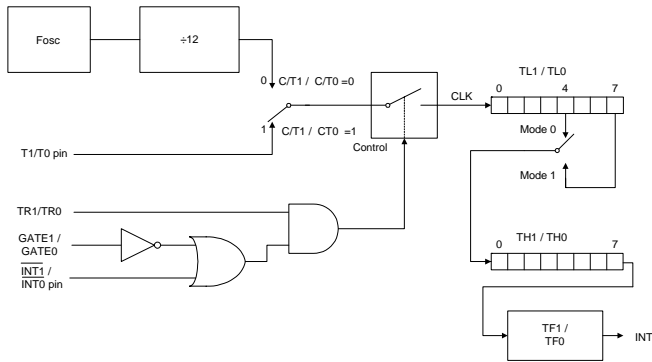 Fosc
÷12
0 C/T1 / C/T0 =0
1 C/T1 / CT0 =1
T1/T0 pin
Control
CLK
TL1 / TL0
0 4 7
Mode 0
Mode 1
TR1/TR0
GATE1 /
GATE0
INT1 /
INT0 pin
TH1 / TH0
0 7
TF1 /
TF0
INT